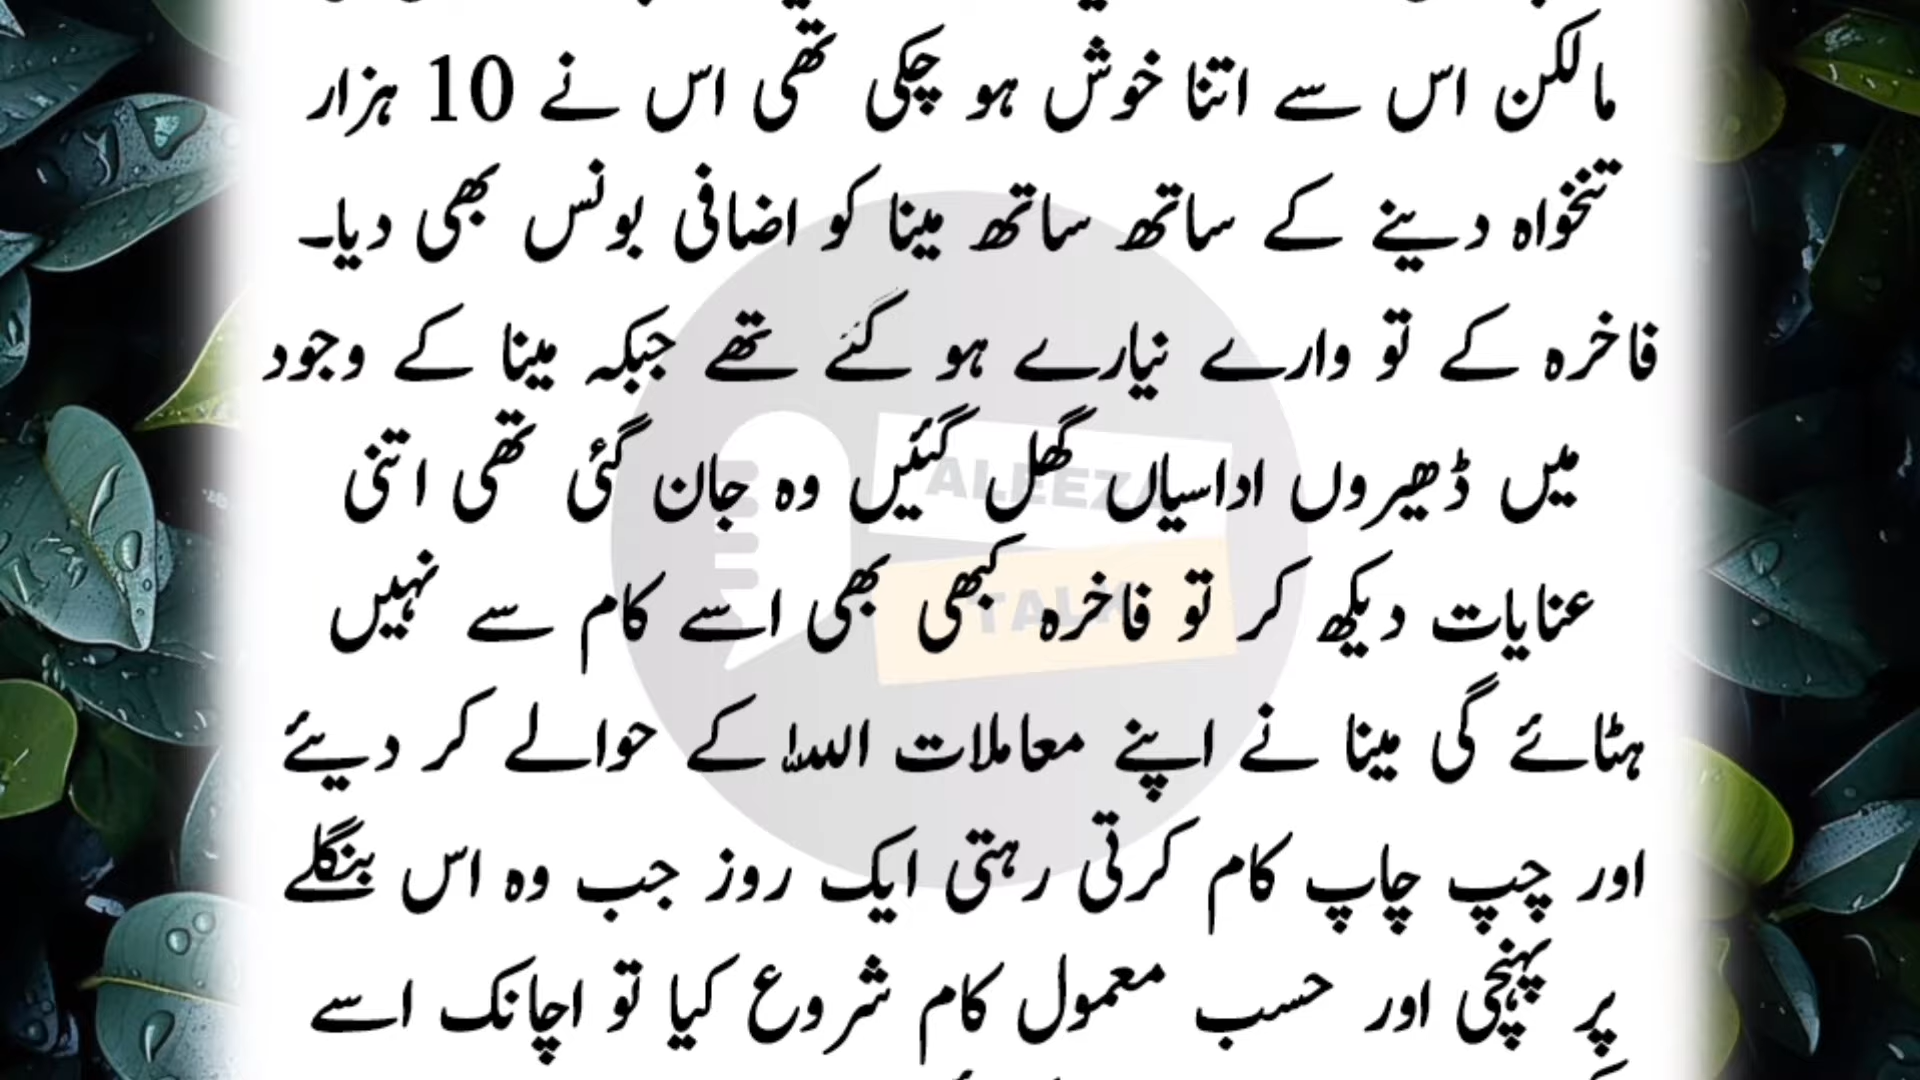 مالکن اس سے اتنا خوش ہو چکی تھی اس نے 10 ہزار
تنخواہ دینے کے ساتھ ساتھ مینا کو اضافی بونس بھی دیا۔
فاخرہ کے تو وارے نیارے ہو گئے تھے جبکہ مینا کے وجود
میں ڈھیروں اداسیاں گھل گئیں وہ جان گئی تھی اتنی
عنایات دیکھ کر تو فاخرہ کبھی بھی اسے کام سے نہیں
ہٹائے گی مینا نے اپنے معاملات اللہ کے حوالے کر دیئے
اور چپ چاپ کام کرتی رہتی ایک روز جب وہ اس بنگلے
پر پہنچی اور حسب معمول کام شروع کیا تو اچانک اسے
ALEEZA
TALK